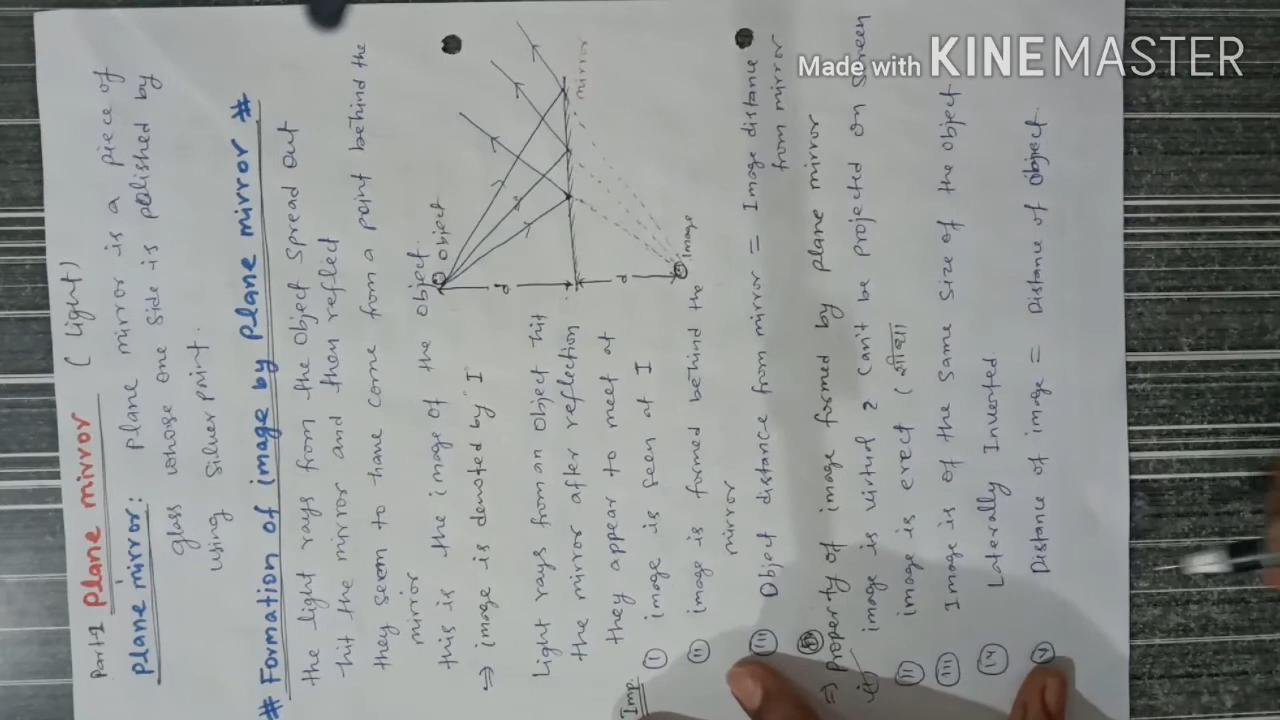 Made with KINEMASTER
Part-1 Plane mirror ( Light)
Plane mirror: Plane mirror is a piece of
glass whose one side is polished by
using silver paint.
# Formation of image by plane mirror #
the light rays from the object spread out
hit the mirror and then reflected
they seem to have come from a point behind the
mirror
this is the image of the object.
⇒ image is denoted by "I
Object
mirror
d
d
Image
Light rays from an object hit
the mirror after reflection
they appear to meet at
Imp.
(i) image is seen at I
(ii) image is formed behind the
mirror
(iii) Object distance from mirror = Image distance
from mirror
⇒ property of image formed by plane mirror
(i) image is virtul & can't be projected on screen
(ii) image is erect (
(iii) Image is of the same size of the object
(iv) Laterally Inverted
(v) Distance of image = Distance of object.